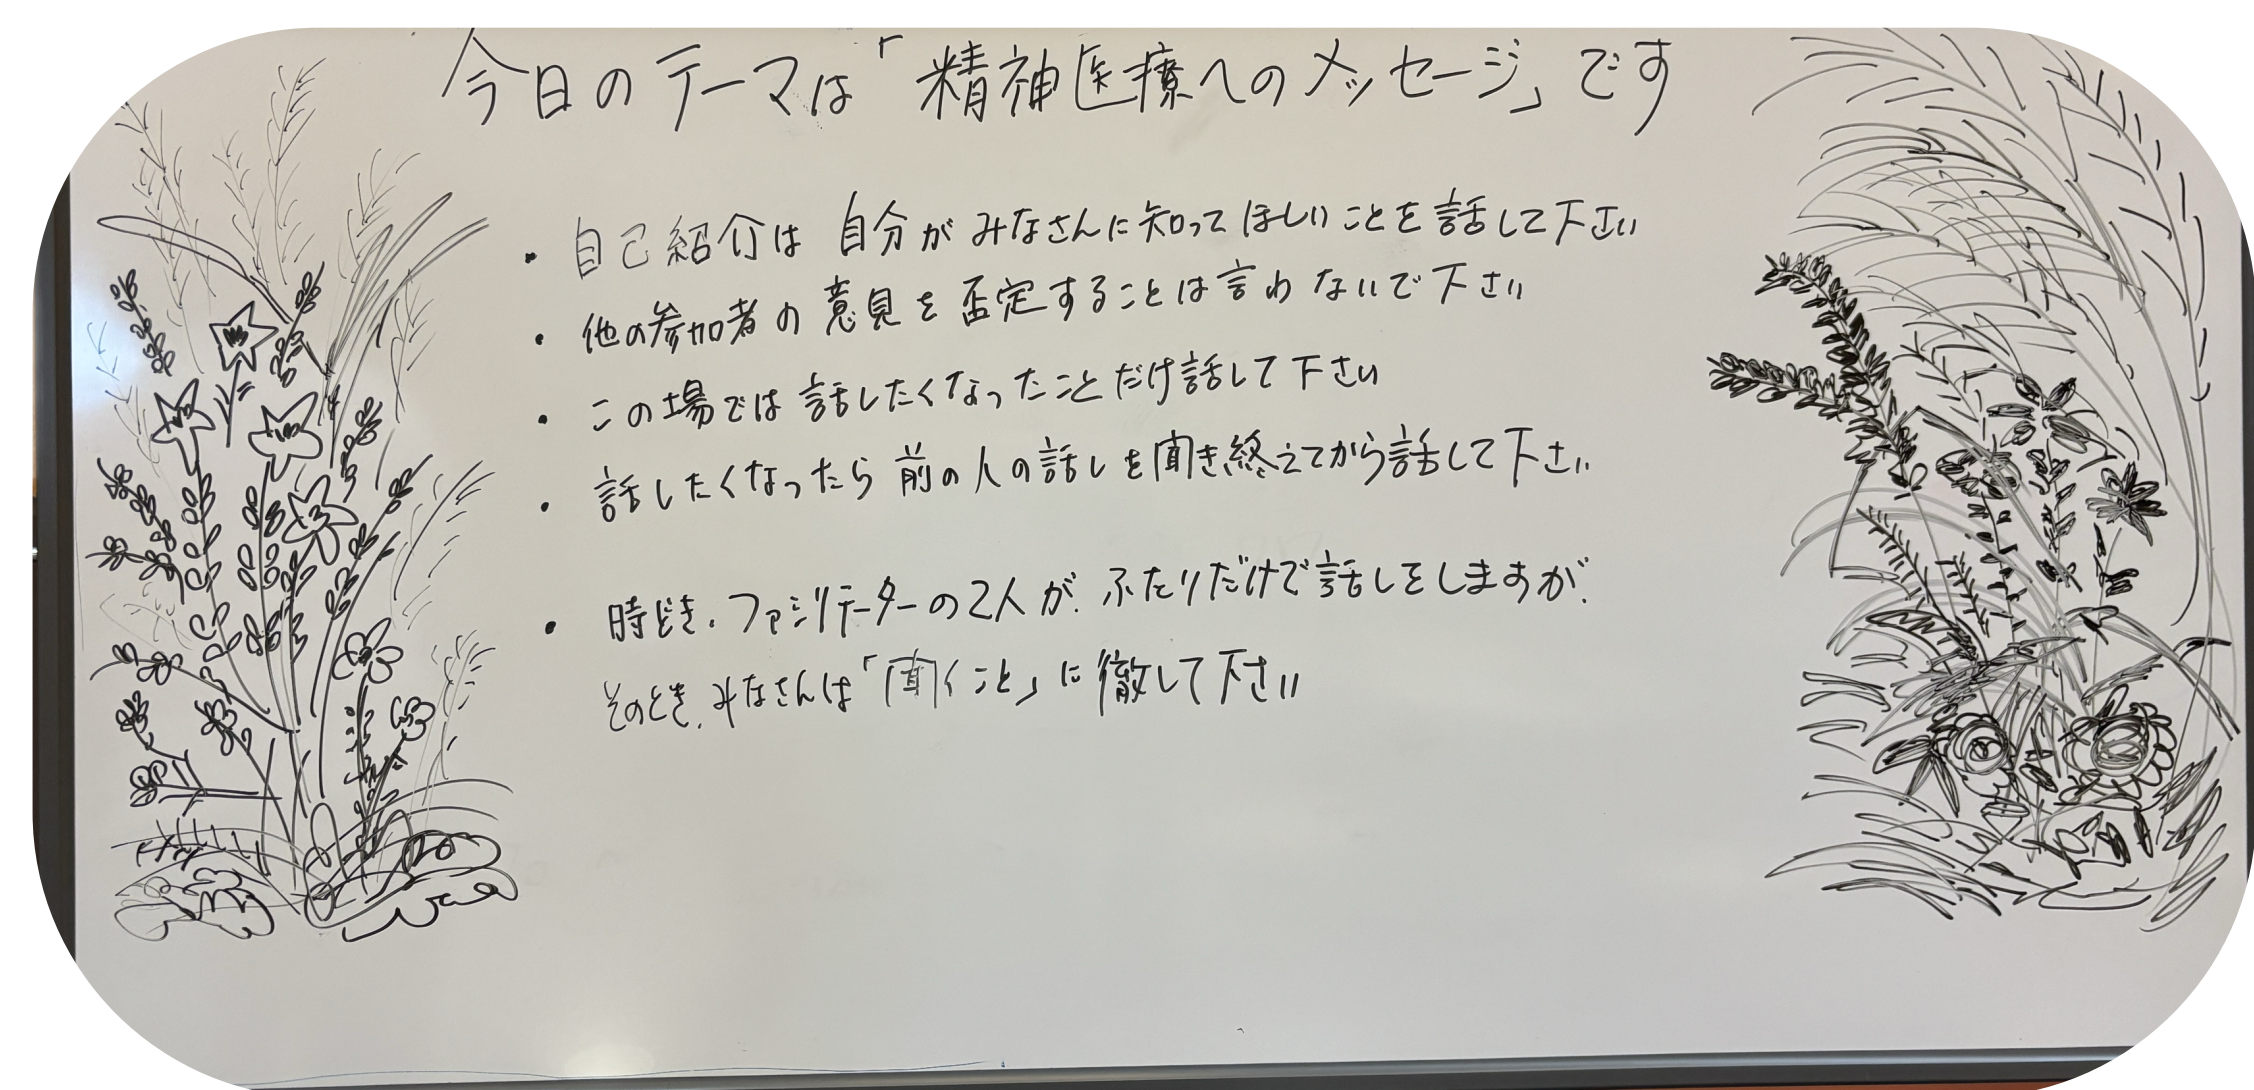 今日のテーマは「精神医療へのメッセージ」です
・自己紹介は自分がみなさんに知ってほしいことを話して下さい
・他の参加者の意見を否定することは言わないで下さい
・この場では話したくなったことだけ話して下さい
・話したくなったら前の人の話しを聞き終えてから話して下さい
・時どき、ファシリテーターの2人が、ふたりだけで話しをしますが、
そのとき、みなさんは「聞くこと」に徹して下さい